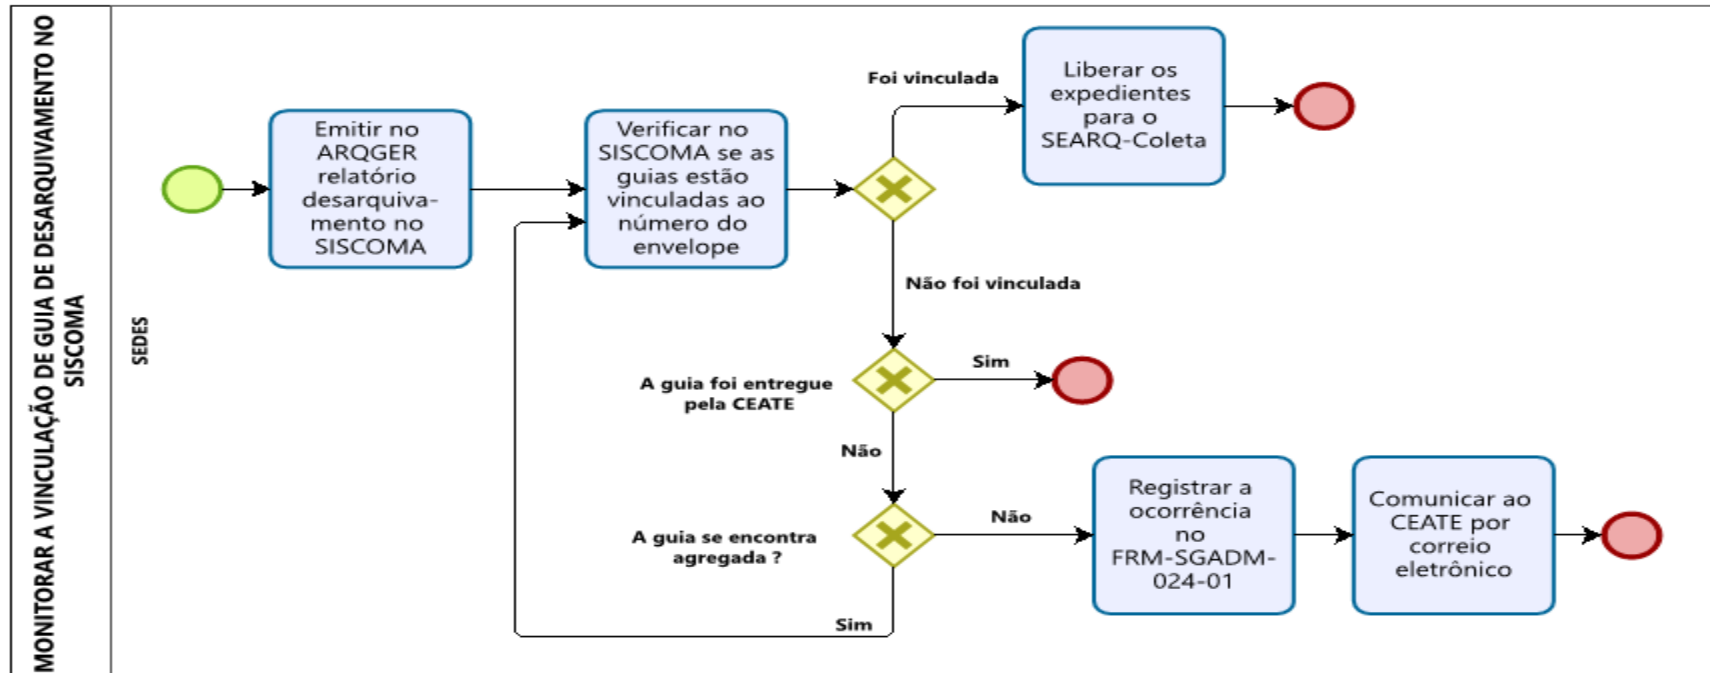 MONITORAR A VINCULAÇÃO DE GUIA DE DESARQUIVAMENTO NO
SISCOMA
SEDES
Emitir no
ARQGER
relatório
desarquiva-
mento no
SISCOMA
Verificar no
SISCOMA se as
guias estão
vinculadas ao
número do
envelope
Foi vinculada
Liberar os
expedientes
para o
SEARQ-Coleta
Não foi vinculada
A guia foi entregue
pela CEATE
Sim
Não
A guia se encontra
agregada ?
Não
Registrar a
ocorrência
no
FRM-SGADM-
024-01
Comunicar ao
CEATE por
correio
eletrônico
Sim